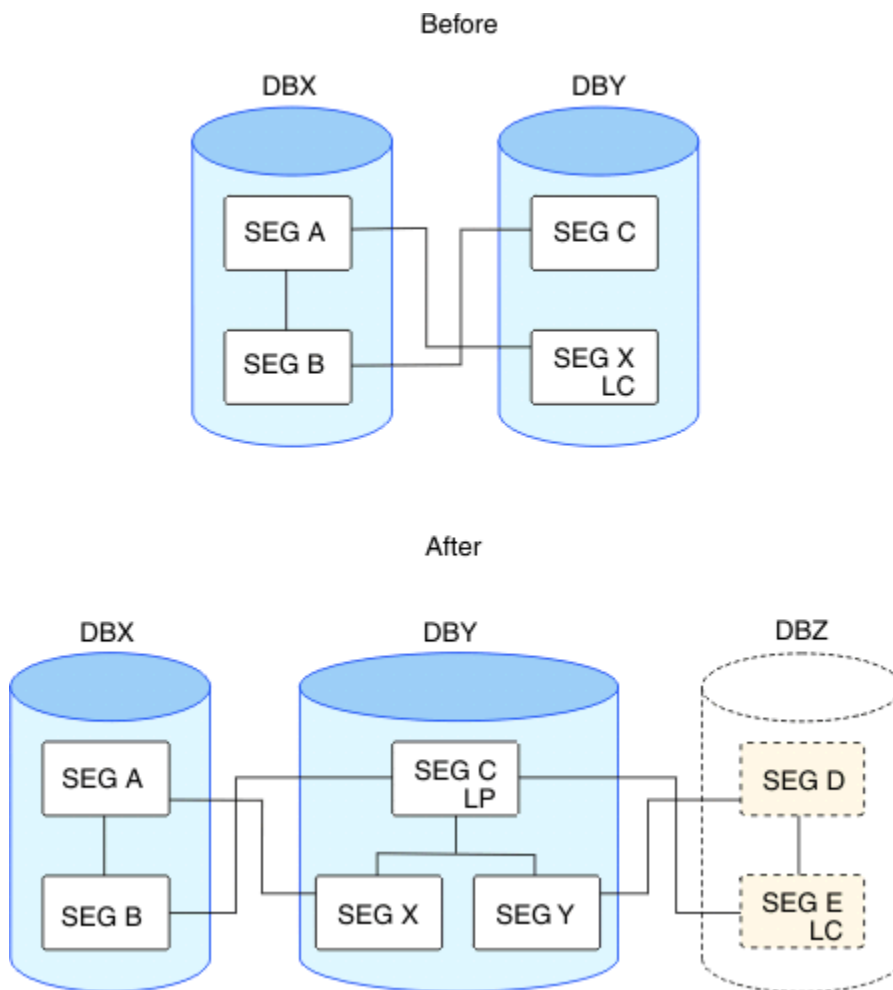 Before
DBX
DBY
SEG A
SEG C
SEG B
SEG X
LC
After
DBX
DBY
DBZ
SEG A
SEG C
LP
SEG D
SEG B
SEG X
SEG Y
SEG E
LC